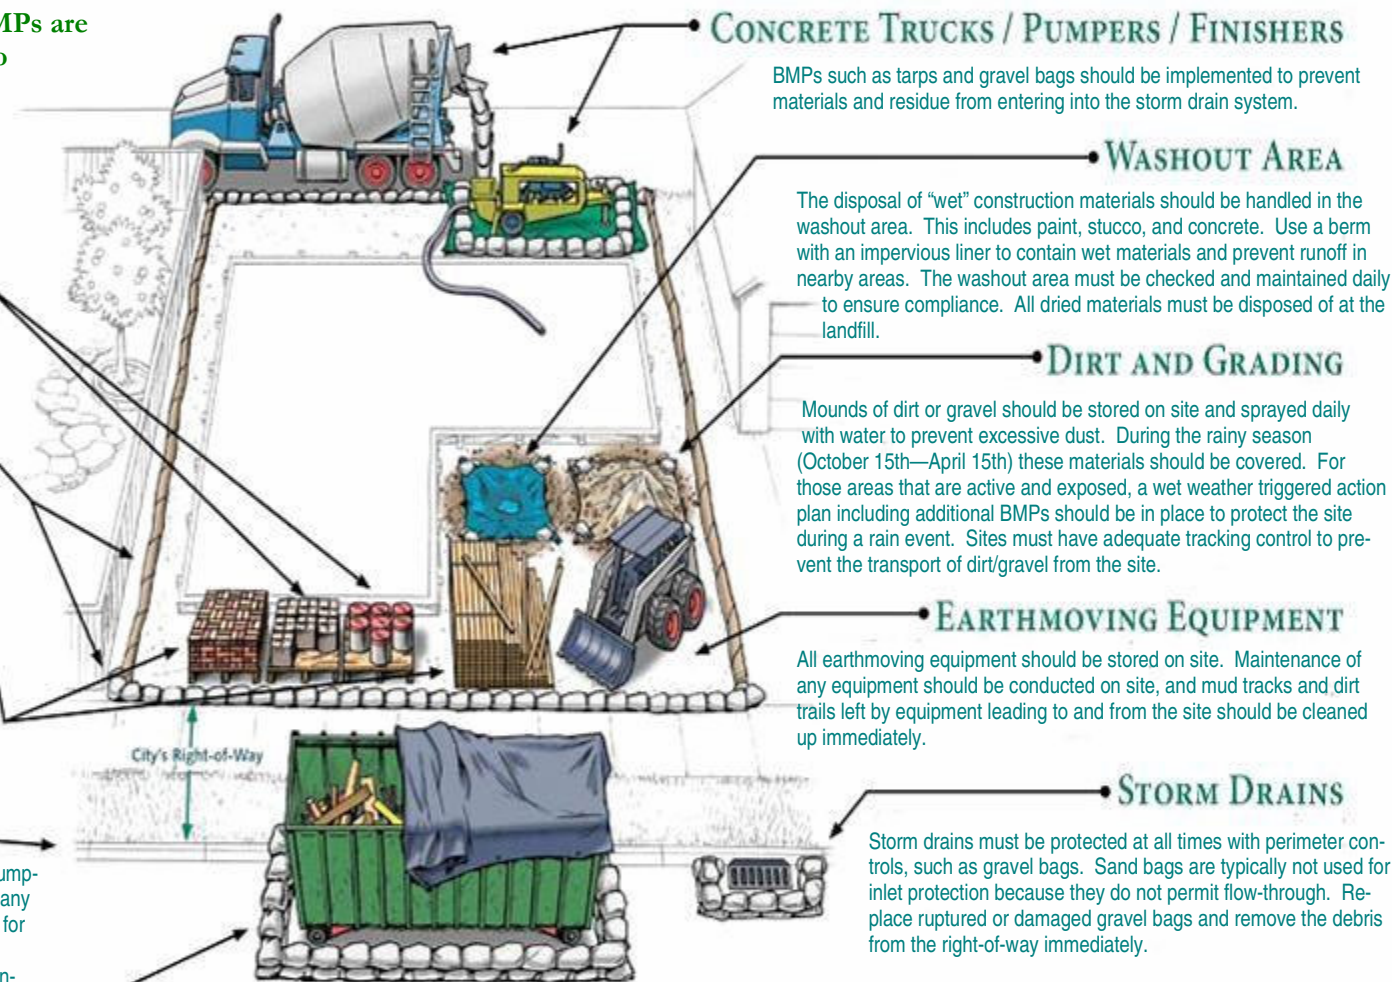 MPs are
o
CONCRETE TRUCKS / PUMPERS / FINISHERS
BMPs such as tarps and gravel bags should be implemented to prevent
materials and residue from entering into the storm drain system.
WASHOUT AREA
The disposal of “wet” construction materials should be handled in the
washout area.  This includes paint, stucco, and concrete.  Use a berm
with an impervious liner to contain wet materials and prevent runoff in
nearby areas.  The washout area must be checked and maintained daily
to ensure compliance.  All dried materials must be disposed of at the
landfill.
DIRT AND GRADING
Mounds of dirt or gravel should be stored on site and sprayed daily
with water to prevent excessive dust.  During the rainy season
(October 15th—April 15th) these materials should be covered.  For
those areas that are active and exposed, a wet weather triggered action
plan including additional BMPs should be in place to protect the site
during a rain event.  Sites must have adequate tracking control to pre-
vent the transport of dirt/gravel from the site.
EARTHMOVING EQUIPMENT
All earthmoving equipment should be stored on site.  Maintenance of
any equipment should be conducted on site, and mud tracks and dirt
trails left by equipment leading to and from the site should be cleaned
up immediately.
City's Right-of-Way
STORM DRAINS
Storm drains must be protected at all times with perimeter con-
trols, such as gravel bags.  Sand bags are typically not used for
inlet protection because they do not permit flow-through.  Re-
place ruptured or damaged gravel bags and remove the debris
from the right-of-way immediately.
ump-
any
for
n-